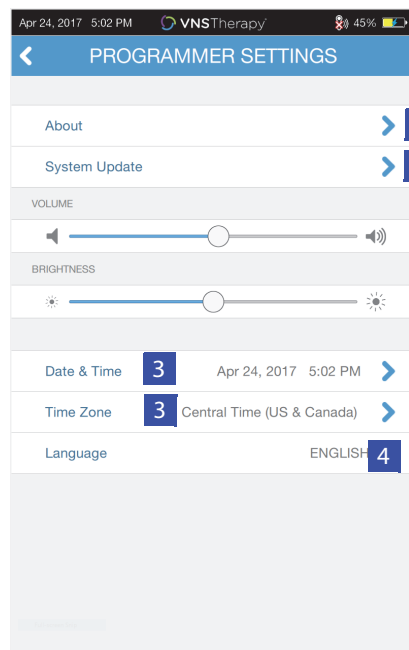 Apr 24, 2017 5:02 PM VNSTherapy 45%
PROGRAMMER SETTINGS
About
System Update
VOLUME
BRIGHTNESS
Date & Time 3 Apr 24, 2017 5:02 PM
Time Zone 3 Central Time (US & Canada)
Language ENGLISH 4